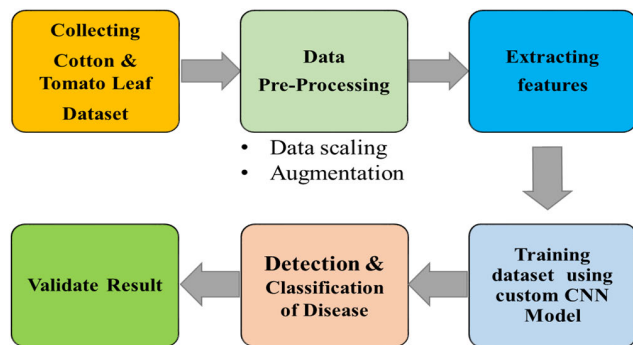 Collecting
Cotton &
Tomato Leaf
Dataset
Data
Pre-Processing
• Data scaling
• Augmentation
Extracting
features
Training
dataset using
custom CNN
Model
Detection &
Classification
of Disease
Validate Result